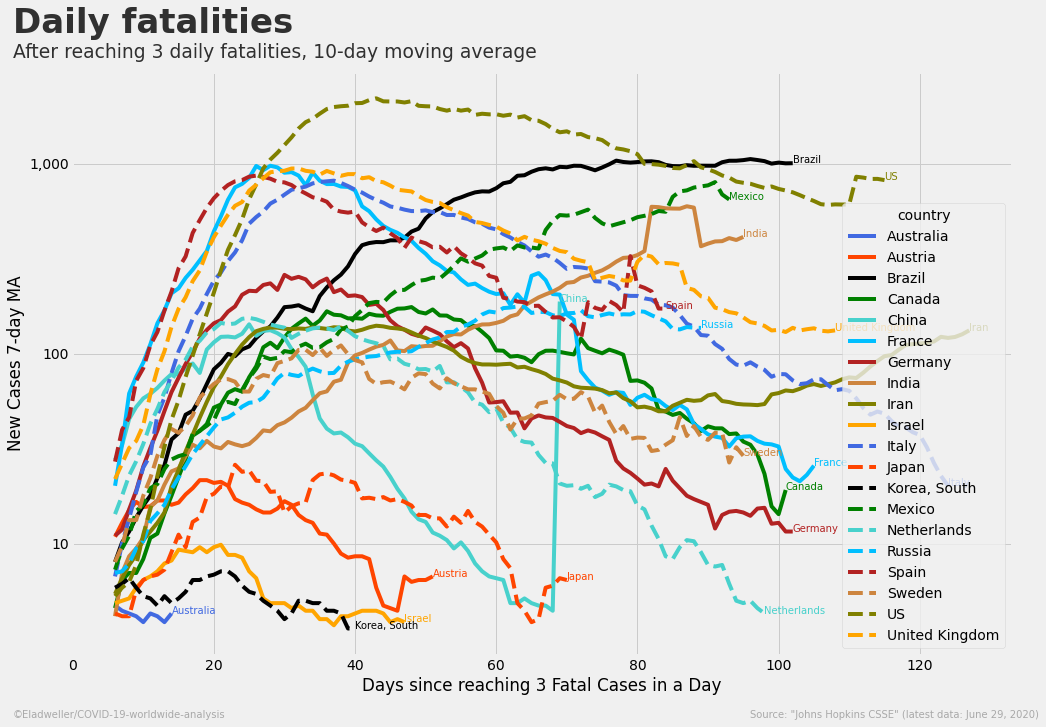 Daily fatalities
After reaching 3 daily fatalities, 10-day moving average
New Cases 7-day MA
1,000
100
10
Brazil
US
Mexico
India
China
Spain
Russia
United Kingdom
Iran
Sweden
France
Italy
Canada
Germany
Austria
Japan
Australia
Israel
Korea, South
Netherlands
country
Australia
Austria
Brazil
Canada
China
France
Germany
India
Iran
Israel
Italy
Japan
Korea, South
Mexico
Netherlands
Russia
Spain
Sweden
US
United Kingdom
0 20 40 60 80 100 120
Days since reaching 3 Fatal Cases in a Day
©Eladweller/COVID-19-worldwide-analysis
Source: "Johns Hopkins CSSE" (latest data: June 29, 2020)